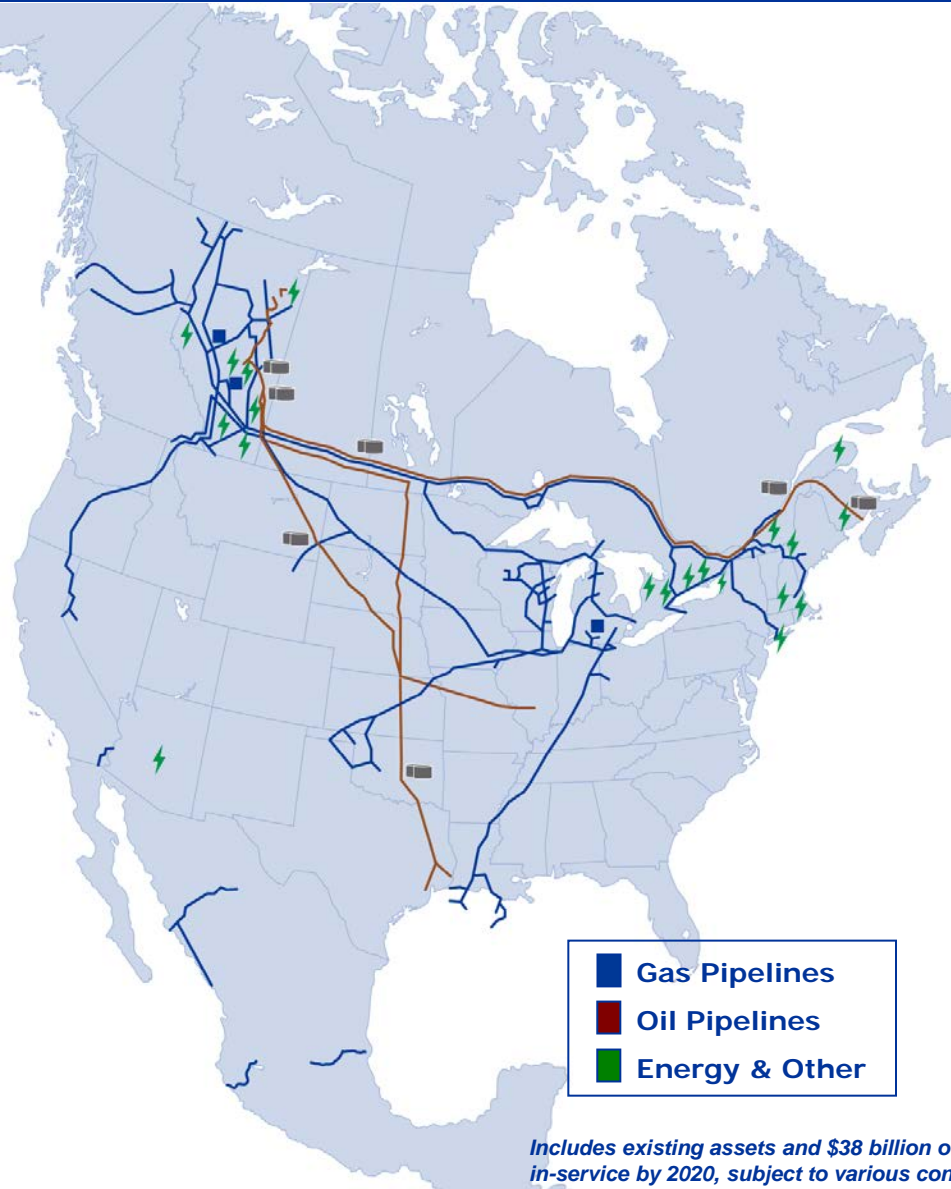 Gas Pipelines
Oil Pipelines
Energy & Other
Includes existing assets and $38 billion
in-service by 2020, subject to various